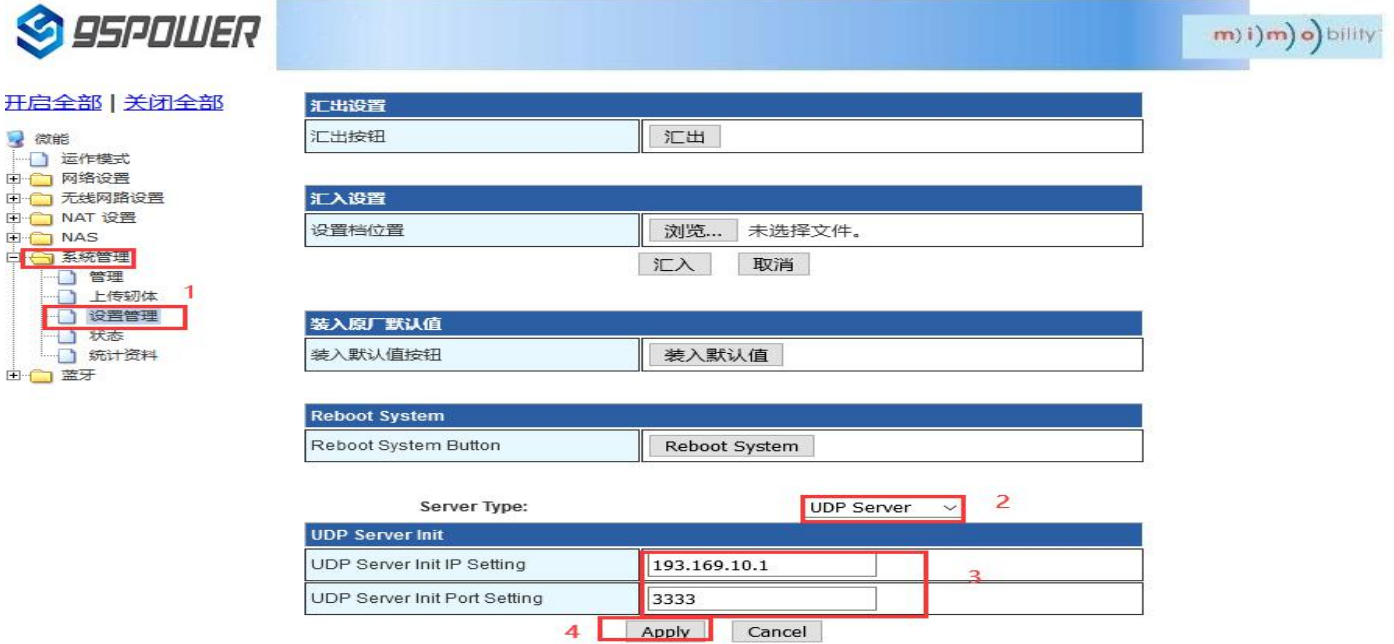 95POWER
m)i)m)o)bility
开启全部 | 关闭全部
微能
运作模式
网络设置
无线网路设置
NAT 设置
NAS
系统管理
管理
上传轫体
1
设置管理
状态
统计资料
蓝牙
汇出设置
汇出按钮 汇出
汇入设置
设置档位置 浏览... 未选择文件。
汇入 取消
装入原厂默认值
装入默认值按钮 装入默认值
Reboot System
Reboot System Button Reboot System
Server Type: UDP Server 2
UDP Server Init
UDP Server Init IP Setting 193.169.10.1
3
UDP Server Init Port Setting 3333
4 Apply Cancel